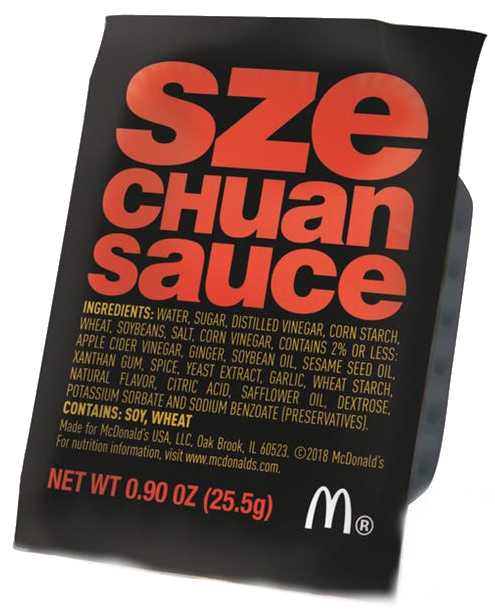 sze
CHuan
sauce
INGREDIENTS: WATER, SUGAR, DISTILLED VINEGAR, CORN STARCH,
WHEAT, SOYBEANS, SALT, CORN VINEGAR, CONTAINS 2% OR LESS:
APPLE CIDER VINEGAR, GINGER, SOYBEAN OIL, SESAME SEED OIL,
XANTHAN GUM, SPICE, YEAST EXTRACT, GARLIC, WHEAT STARCH,
NATURAL FLAVOR, CITRIC ACID, SAFFLOWER OIL, DEXTROSE,
POTASSIUM SORBATE AND SODIUM BENZOATE (PRESERVATIVES).
CONTAINS: SOY, WHEAT
Made for McDonald's USA, LLC, Oak Brook, IL 60523. ©2018 McDonald's
For nutrition information, visit www.mcdonalds.com.
NET WT 0.90 OZ (25.5g)
M®